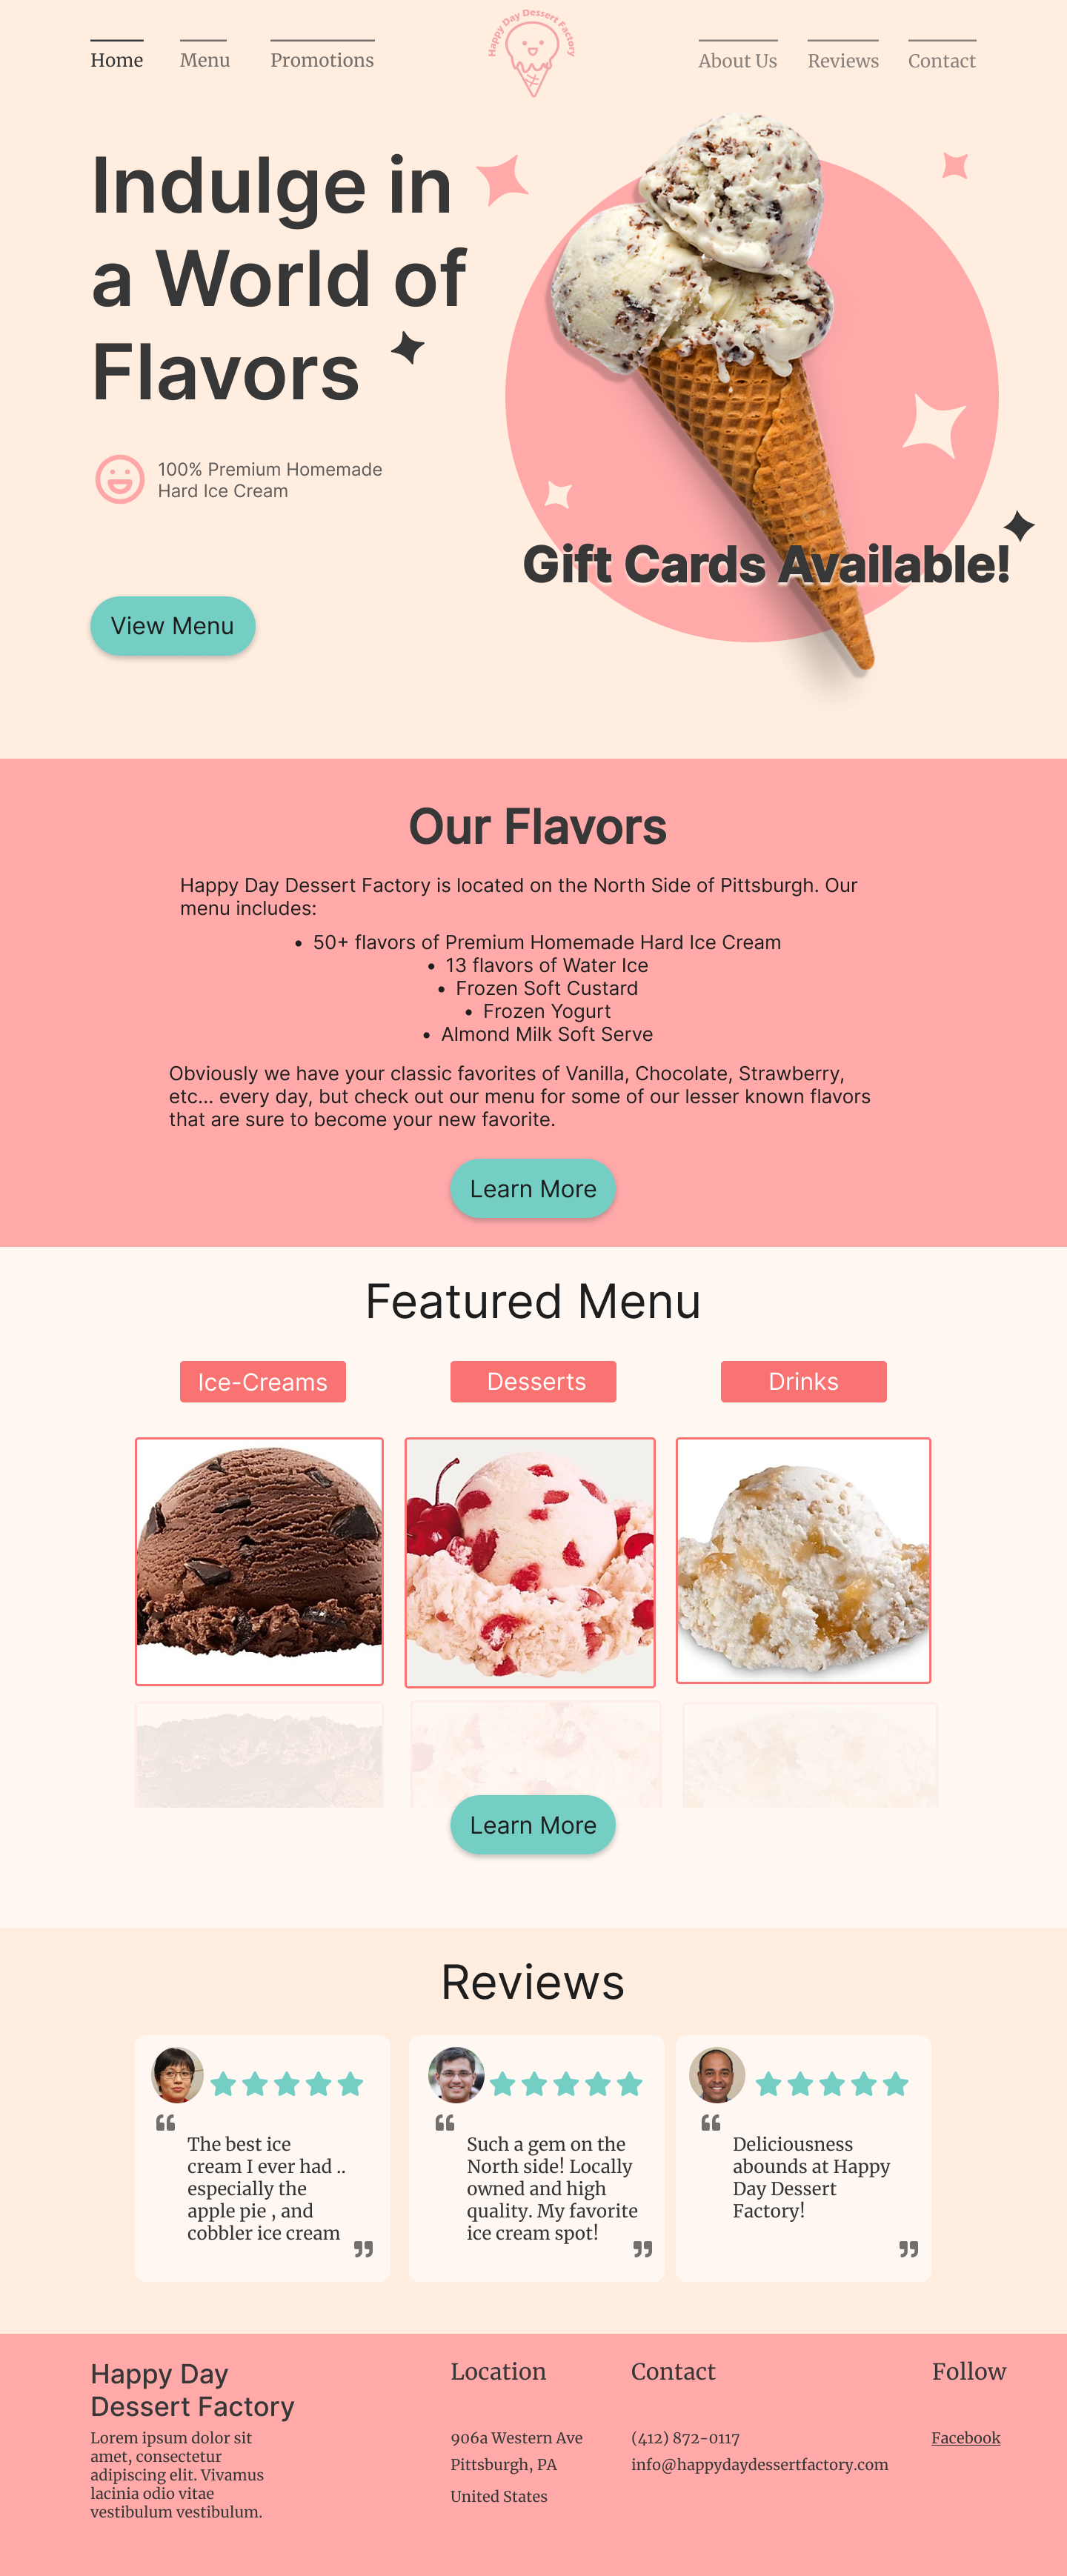 Home
Menu
Promotions
Happy Day Dessert Factory
About Us
Reviews
Contact
Indulge in
a World of
Flavors
100% Premium Homemade
Hard Ice Cream
Gift Cards Available!
View Menu
Our Flavors
Happy Day Dessert Factory is located on the North Side of Pittsburgh. Our
menu includes:
• 50+ flavors of Premium Homemade Hard Ice Cream
• 13 flavors of Water Ice
• Frozen Soft Custard
• Frozen Yogurt
• Almond Milk Soft Serve
Obviously we have your classic favorites of Vanilla, Chocolate, Strawberry,
etc... every day, but check out our menu for some of our lesser known flavors
that are sure to become your new favorite.
Learn More
Featured Menu
Ice-Creams
Desserts
Drinks
Learn More
Reviews
“
The best ice
cream I ever had ..
especially the
apple pie , and
cobbler ice cream
”
“
Such a gem on the
North side! Locally
owned and high
quality. My favorite
ice cream spot!
”
“
Deliciousness
abounds at Happy
Day Dessert
Factory!
”
Happy Day
Dessert Factory
Lorem ipsum dolor sit
amet, consectetur
adipiscing elit. Vivamus
lacinia odio vitae
vestibulum vestibulum.
Location
906a Western Ave
Pittsburgh, PA
United States
Contact
(412) 872-0117
info@happydaydessertfactory.com
Follow
Facebook